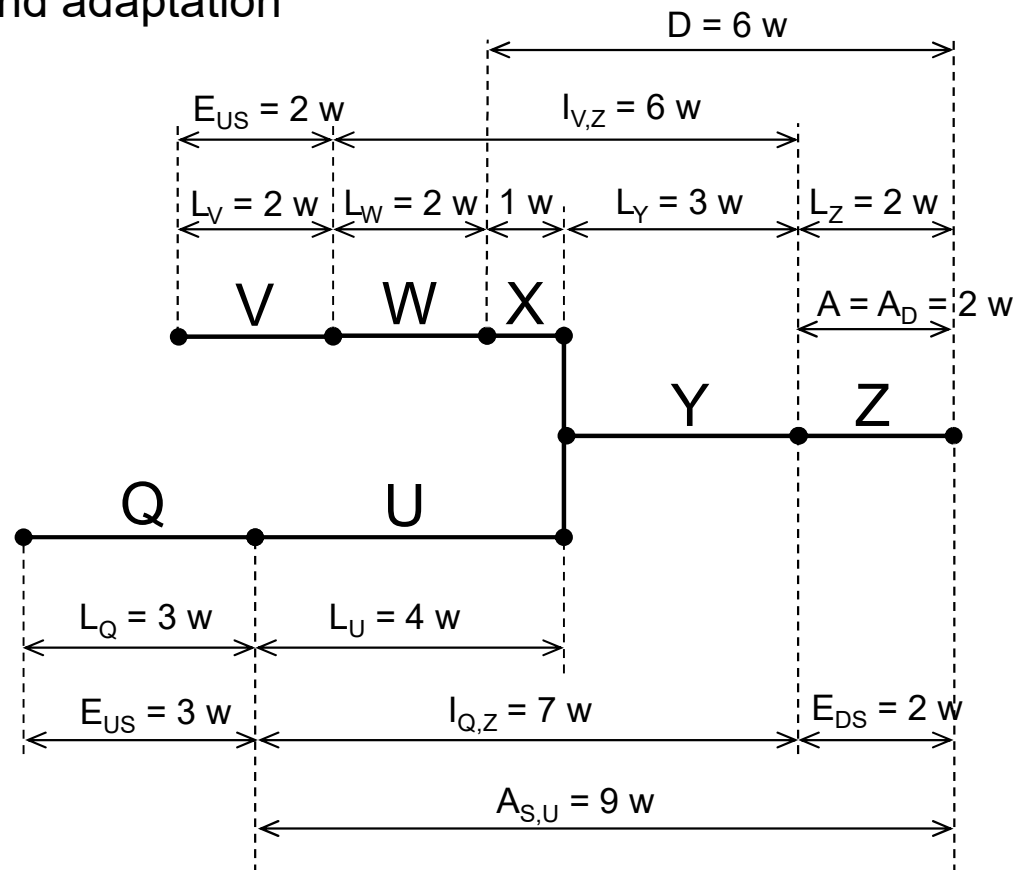 nd adaptation
D = 6 w
E_US = 2 w I_V,Z = 6 w
L_V = 2 w L_W = 2 w 1 w L_Y = 3 w L_Z = 2 w
A = A_D = 2 w
V W X
Y Z
Q U
L_Q = 3 w L_U = 4 w
E_US = 3 w I_Q,Z = 7 w E_DS = 2 w
A_S,U = 9 w